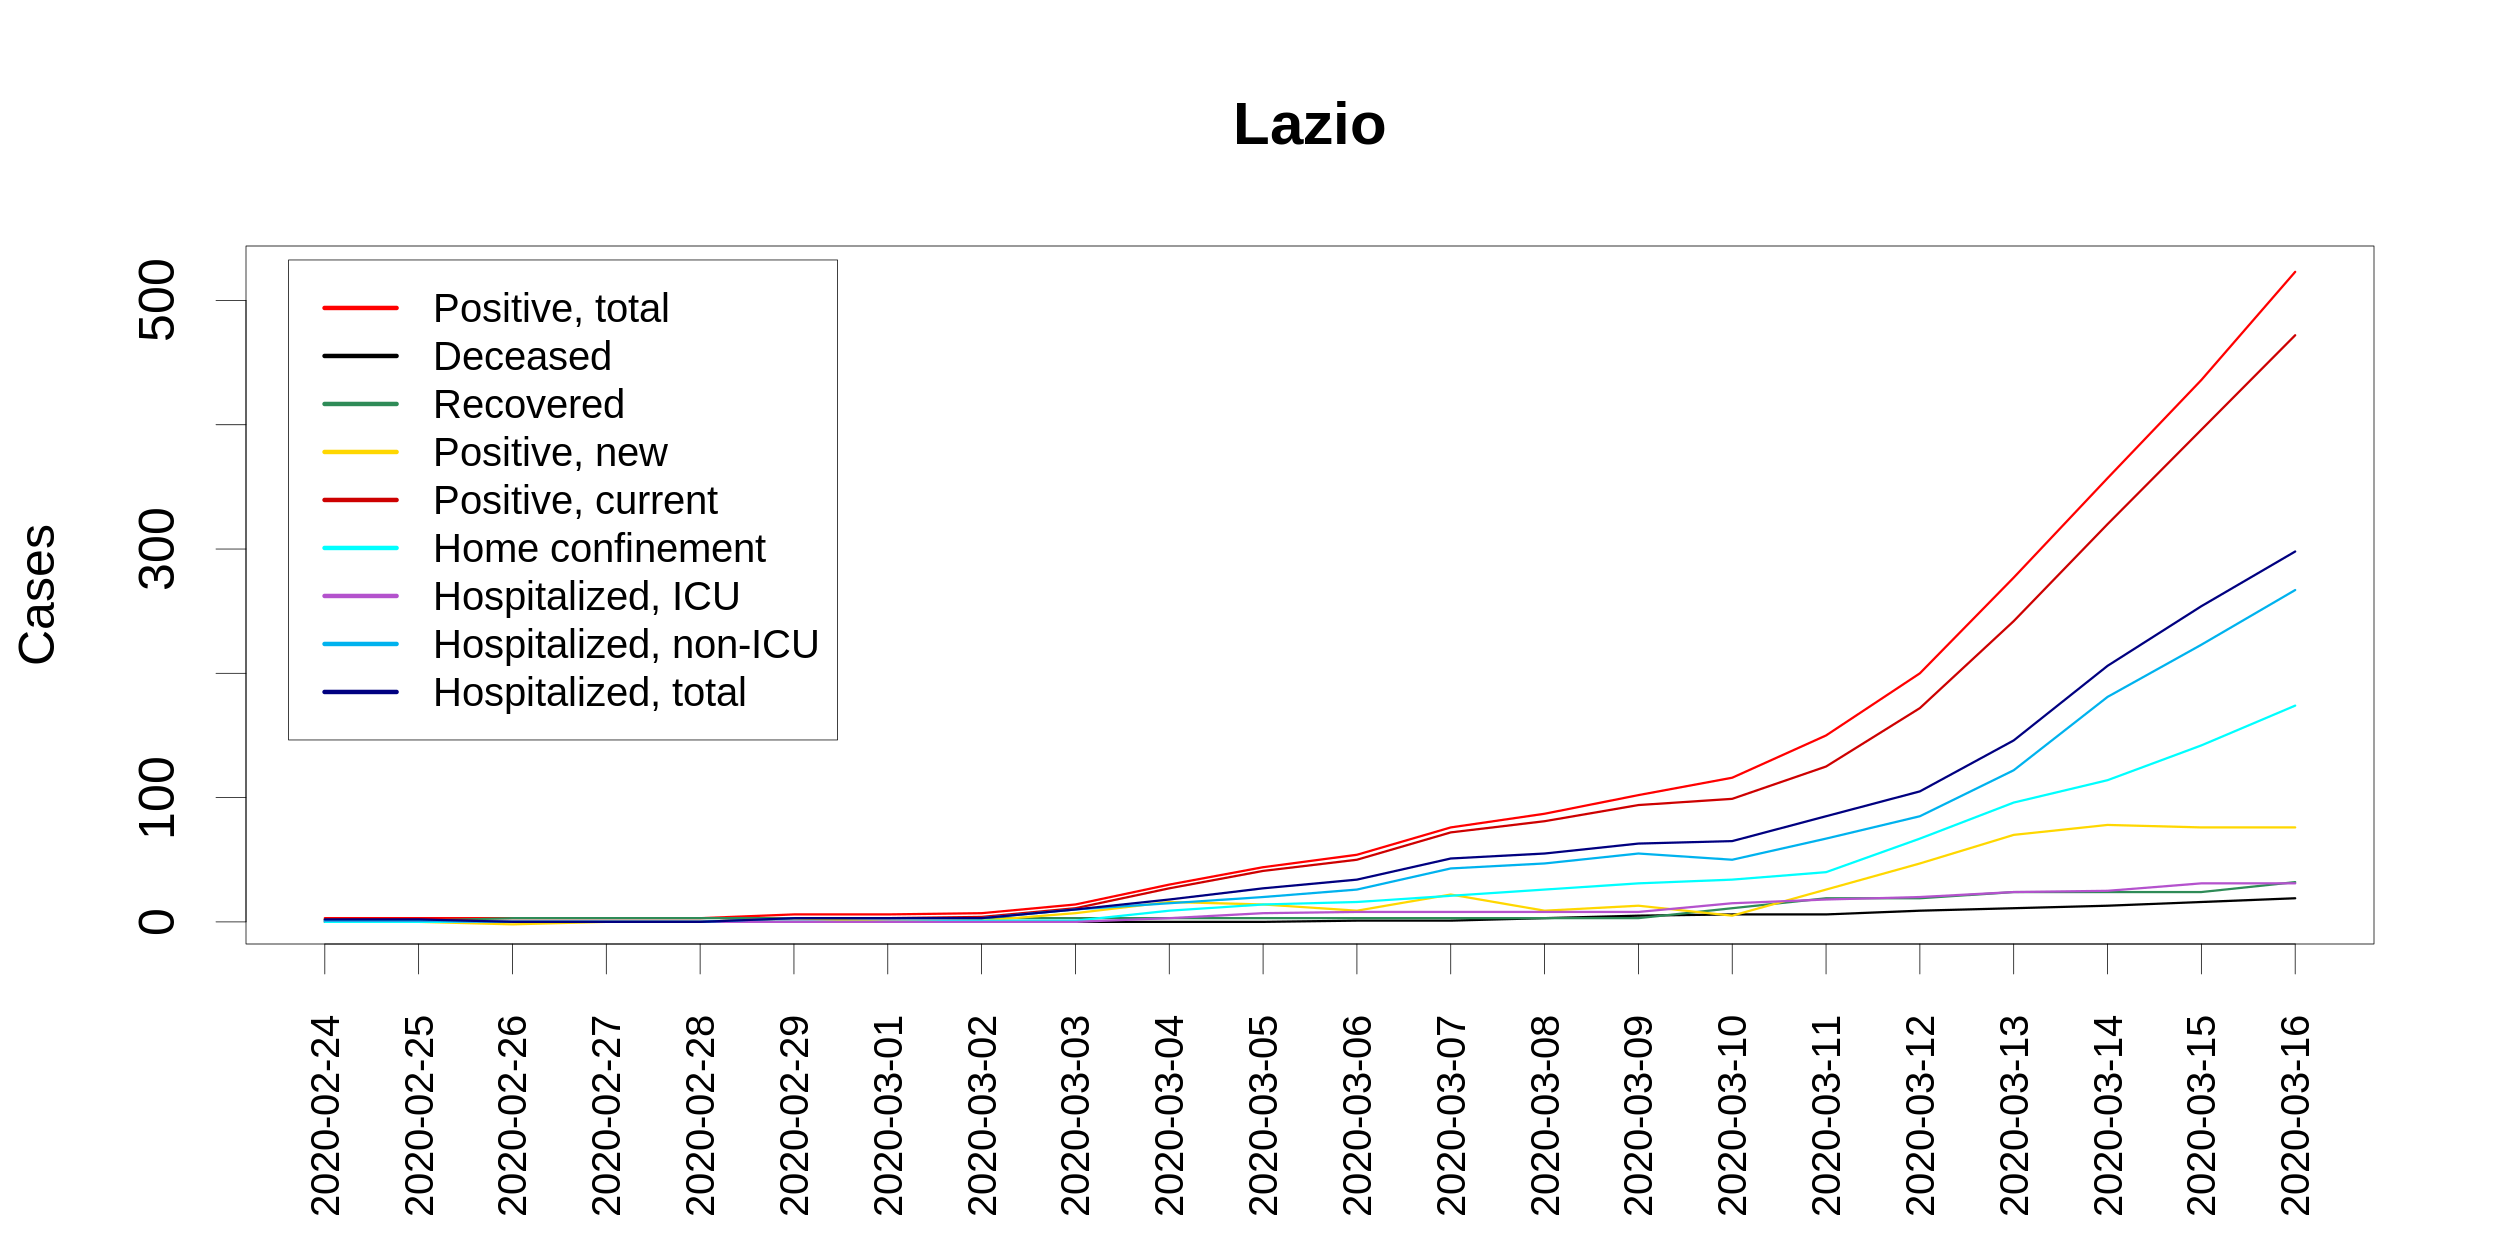 Lazio
Cases
500
300
100
0
Positive, total
Deceased
Recovered
Positive, new
Positive, current
Home confinement
Hospitalized, ICU
Hospitalized, non-ICU
Hospitalized, total
2020-02-24
2020-02-25
2020-02-26
2020-02-27
2020-02-28
2020-02-29
2020-03-01
2020-03-02
2020-03-03
2020-03-04
2020-03-05
2020-03-06
2020-03-07
2020-03-08
2020-03-09
2020-03-10
2020-03-11
2020-03-12
2020-03-13
2020-03-14
2020-03-15
2020-03-16